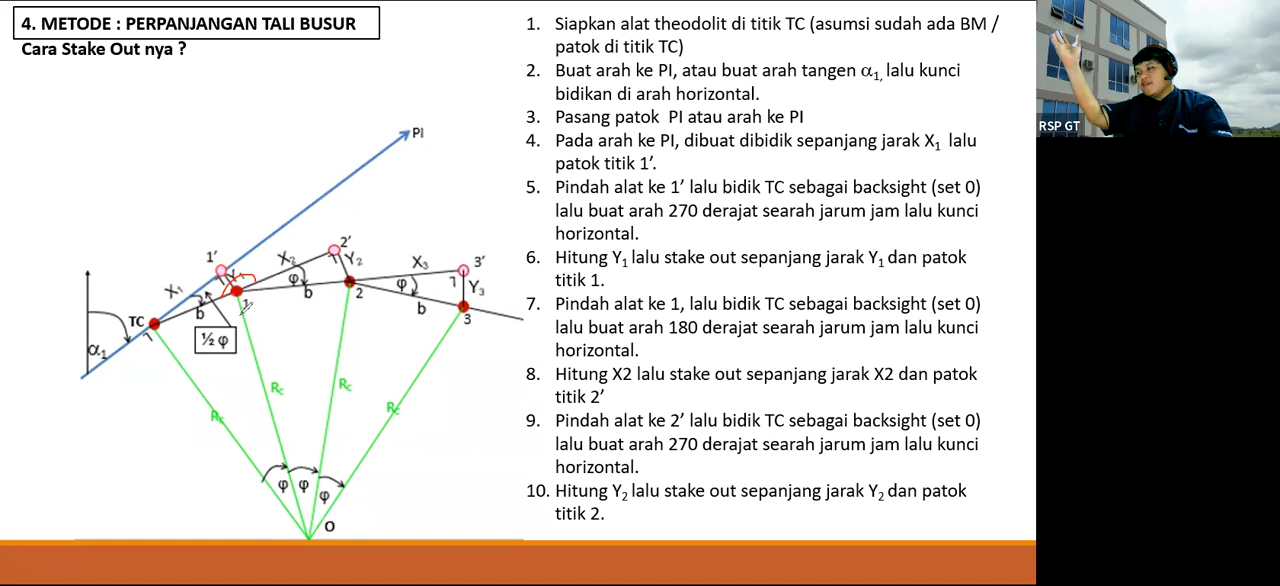 4. METODE : PERPANJANGAN TALI BUSUR
Cara Stake Out nya ?
1. Siapkan alat theodolit di titik TC (asumsi sudah ada BM /
patok di titik TC)
2. Buat arah ke PI, atau buat arah tangen α1, lalu kunci
bidikan di arah horizontal.
3. Pasang patok PI atau arah ke PI
4. Pada arah ke PI, dibuat dibidik sepanjang jarak X1 lalu
patok titik 1’.
5. Pindah alat ke 1’ lalu bidik TC sebagai backsight (set 0)
lalu buat arah 270 derajat searah jarum jam lalu kunci
horizontal.
6. Hitung Y1 lalu stake out sepanjang jarak Y1 dan patok
titik 1.
7. Pindah alat ke 1, lalu bidik TC sebagai backsight (set 0)
lalu buat arah 180 derajat searah jarum jam lalu kunci
horizontal.
8. Hitung X2 lalu stake out sepanjang jarak X2 dan patok
titik 2’
9. Pindah alat ke 2’ lalu bidik TC sebagai backsight (set 0)
lalu buat arah 270 derajat searah jarum jam lalu kunci
horizontal.
10. Hitung Y2 lalu stake out sepanjang jarak Y2 dan patok
titik 2.
PI
1'
2'
3'
X1
X2
Y2
X3
Y3
φ
φ
b
b
b
TC
1
2
3
½ φ
α1
Rc
Rc
Rc
Rc
φ
φ
φ
O
RSP GT